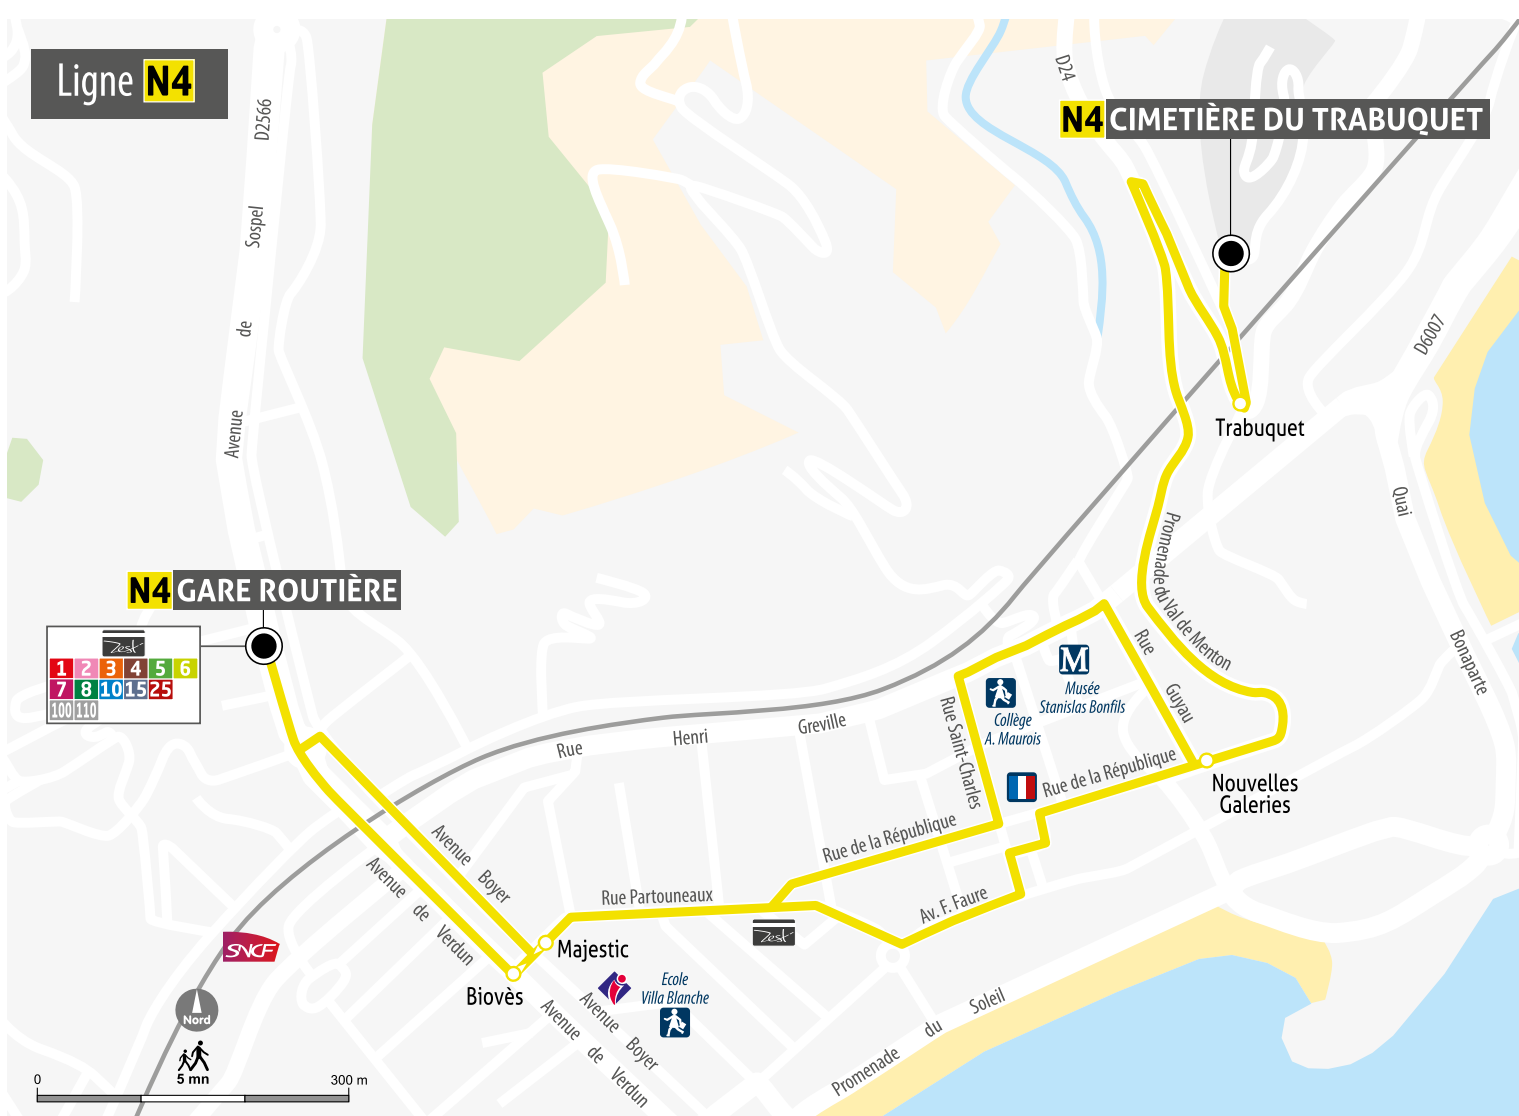 Ligne N4
D2566
Sospel
de
Avenue
D24
N4 CIMETIÈRE DU TRABUQUET
D6007
Trabuquet
Quai
Bonaparte
N4 GARE ROUTIÈRE
Zest
1 2 3 4 5 6
7 8 10 15 25
100 110
Promenade du Val de Menton
Rue
Guyau
M
Musée
Stanislas Bonfils
Collège
A. Maurois
Rue Saint-Charles
Rue Henri Greville
Rue de la République
Nouvelles
Galeries
Rue de la République
Avenue Boyer
Avenue de Verdun
Rue Partouneaux
Av. F. Faure
Zest
Majestic
Biovès
SNCF
Ecole
Villa Blanche
Avenue Boyer
Avenue de Verdun
Promenade du Soleil
Nord
5 mn
0 300 m